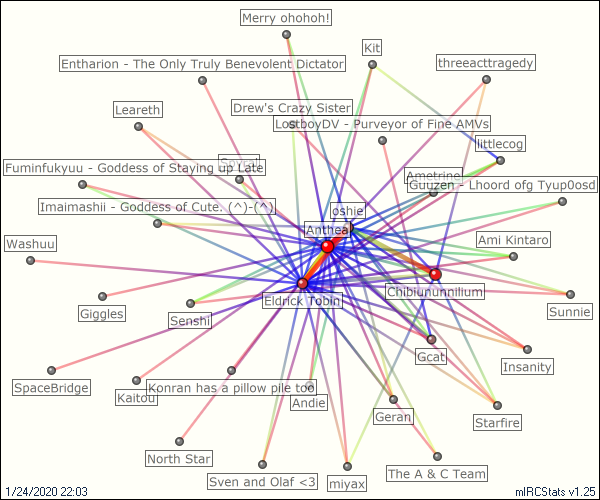 Merry ohohoh!
Kit
Entharion - The Only Truly Benevolent Dictator
threeacttragedy
Leareth
Drew's Crazy Sister
LostboyDV - Purveyor of Fine AMVs
littlecog
Fuminfukyuu - Goddess of Staying up Late
Ametrine
Guuzen - Lhoord ofg Tyup0osd
Imaimashii - Goddess of Cute. (^)-(^)
oshie
Anthea
Washuu
Ami Kintaro
Chibiununnilium
Eldrick Tobin
Giggles
Senshi
Sunnie
Gcat
Insanity
SpaceBridge
Kaitou
Konran has a pillow pile too
Andie
Geran
Starfire
North Star
Sven and Olaf <3
miyax
The A & C Team
1/24/2020 22:03
mIRCStats v1.25